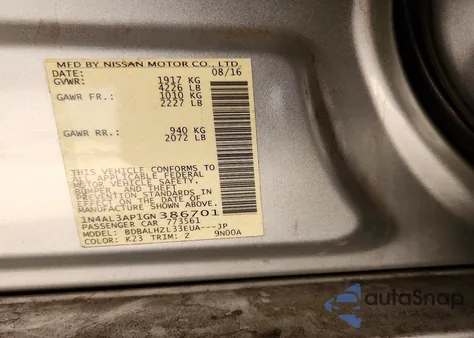 MFD BY NISSAN MOTOR CO., LTD.
DATE: 08/16
GVWR: 1917 KG
4226 LB
GAWR FR.: 1010 KG
2227 LB
GAWR RR.: 940 KG
2072 LB
THIS VEHICLE CONFORMS TO
ALL APPLICABLE FEDERAL
MOTOR VEHICLE SAFETY,
BUMPER, AND THEFT
PREVENTION STANDARDS IN
EFFECT ON THE DATE OF
MANUFACTURE SHOWN ABOVE.
1N4AL3AP1GN386701
PASSENGER CAR 773561
MODEL: BDBALHZL33EUA---JP
COLOR: K23 TRIM: Z 9N00A
autoSnap